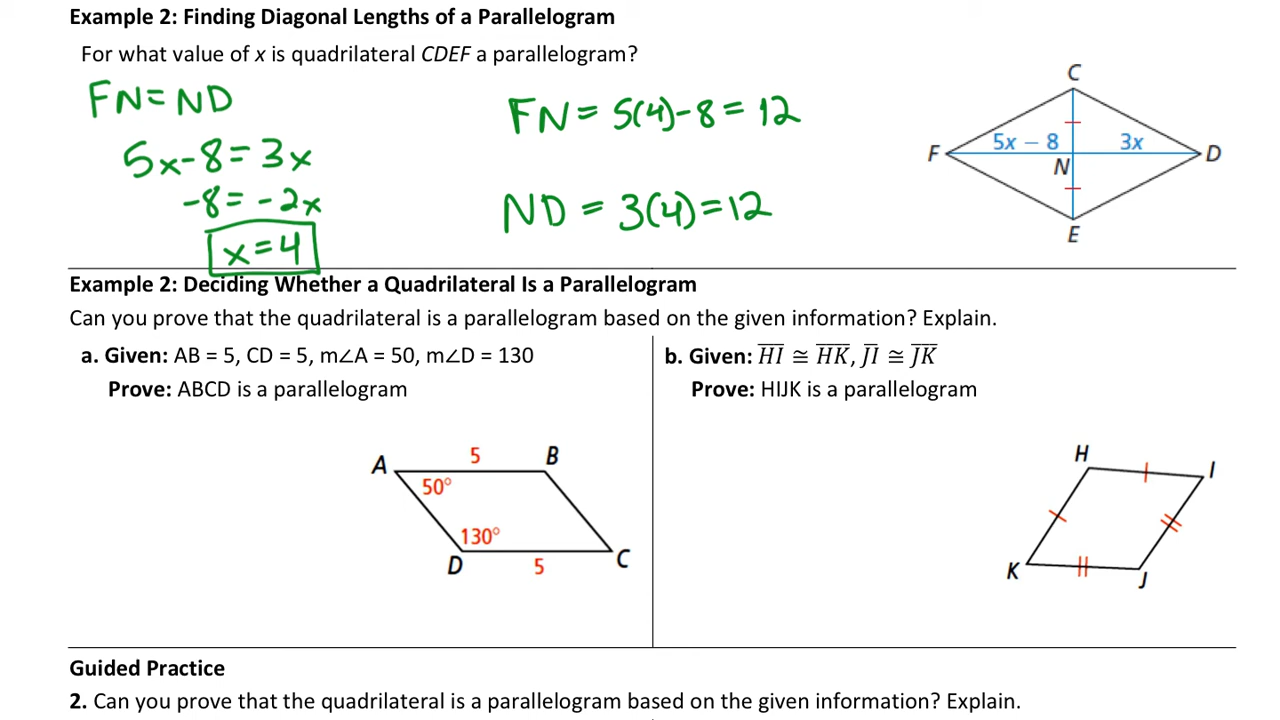 Example 2: Finding Diagonal Lengths of a Parallelogram
For what value of x is quadrilateral CDEF a parallelogram?
FN = ND
5x-8 = 3x
-8 = -2x
x = 4
FN = 5(4)-8 = 12
ND = 3(4) = 12
C
F 5x − 8 3x D
N
E
Example 2: Deciding Whether a Quadrilateral Is a Parallelogram
Can you prove that the quadrilateral is a parallelogram based on the given information? Explain.
a. Given: AB = 5, CD = 5, m∠A = 50, m∠D = 130
Prove: ABCD is a parallelogram
A 5 B
50°
130°
D 5 C
b. Given: H̅I̅ ≅ H̅K̅, J̅I̅ ≅ J̅K̅
Prove: HIJK is a parallelogram
H I
K J
Guided Practice
2. Can you prove that the quadrilateral is a parallelogram based on the given information? Explain.